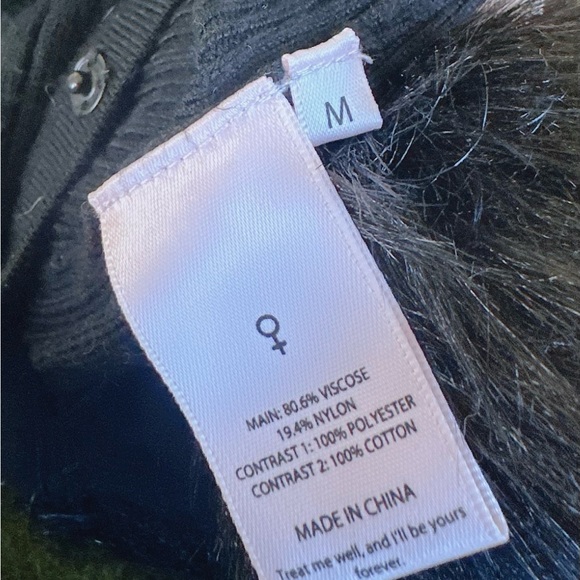 M
♀
MAIN: 80.6% VISCOSE
19.4% NYLON
CONTRAST 1: 100% POLYESTER
CONTRAST 2: 100% COTTON
MADE IN CHINA
Treat me well, and I'll be yours
forever.